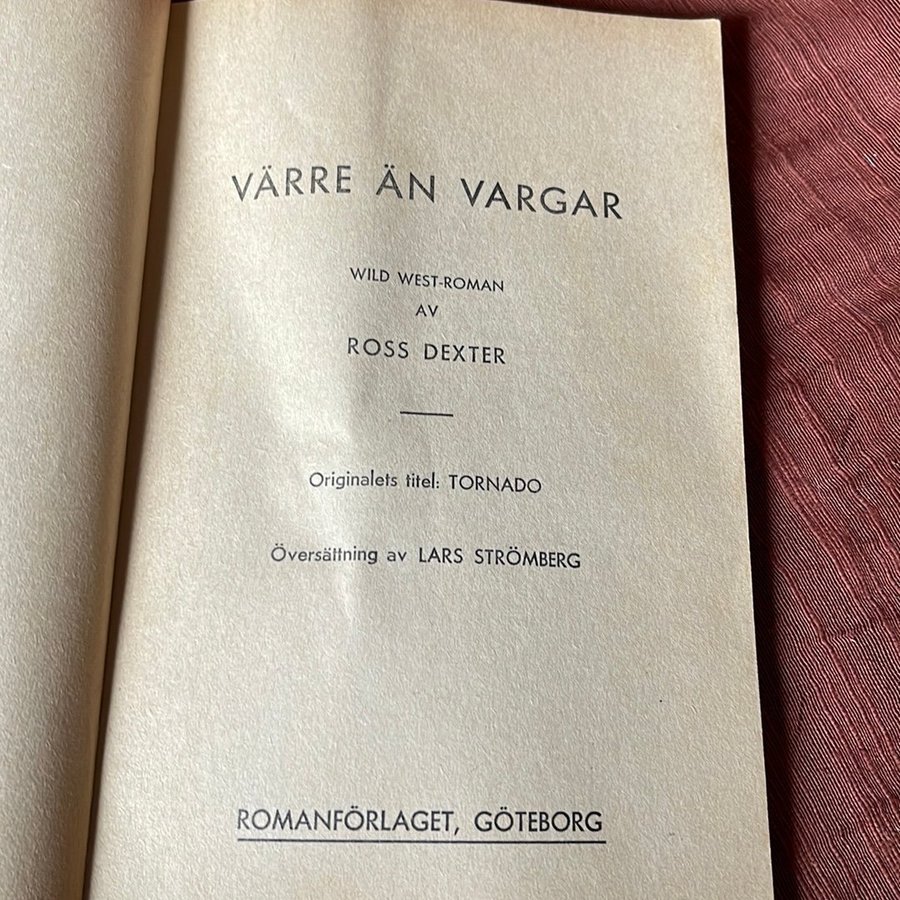 VÄRRE ÄN VARGAR
WILD WEST-ROMAN
AV
ROSS DEXTER
Originalets titel: TORNADO
Översättning av LARS STRÖMBERG
ROMANFÖRLAGET, GÖTEBORG